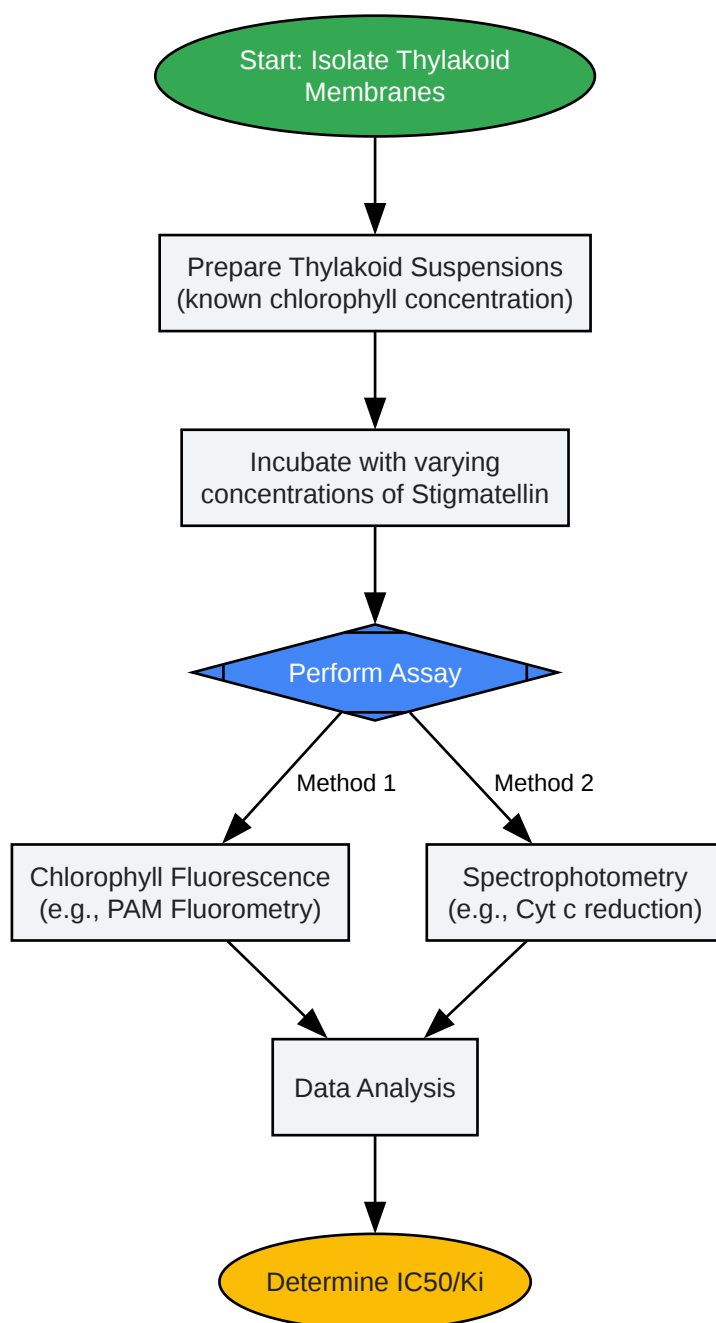 Start: Isolate Thylakoid
Membranes
Prepare Thylakoid Suspensions
(known chlorophyll concentration)
Incubate with varying
concentrations of Stigmatellin
Perform Assay
Method 1
Method 2
Chlorophyll Fluorescence
(e.g., PAM Fluorometry)
Spectrophotometry
(e.g., Cyt c reduction)
Data Analysis
Determine IC50/Ki